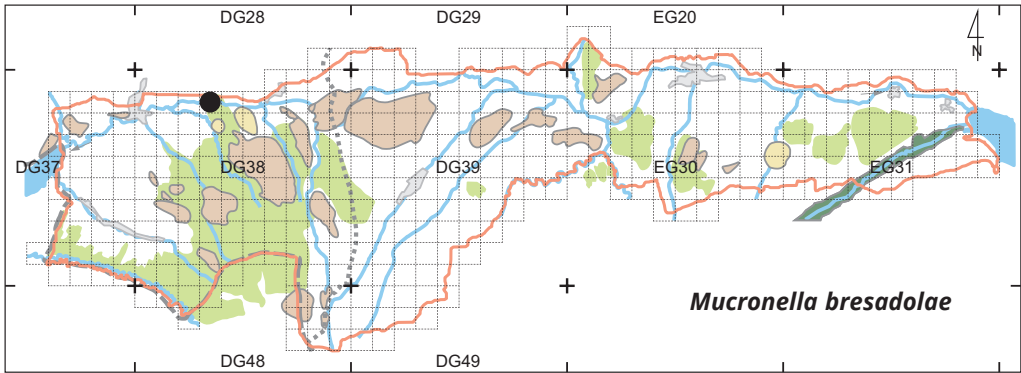 DG28 DG29 EG20
N
DG37 DG38 DG39 EG30 EG31
Mucronella bresadolae
DG48 DG49